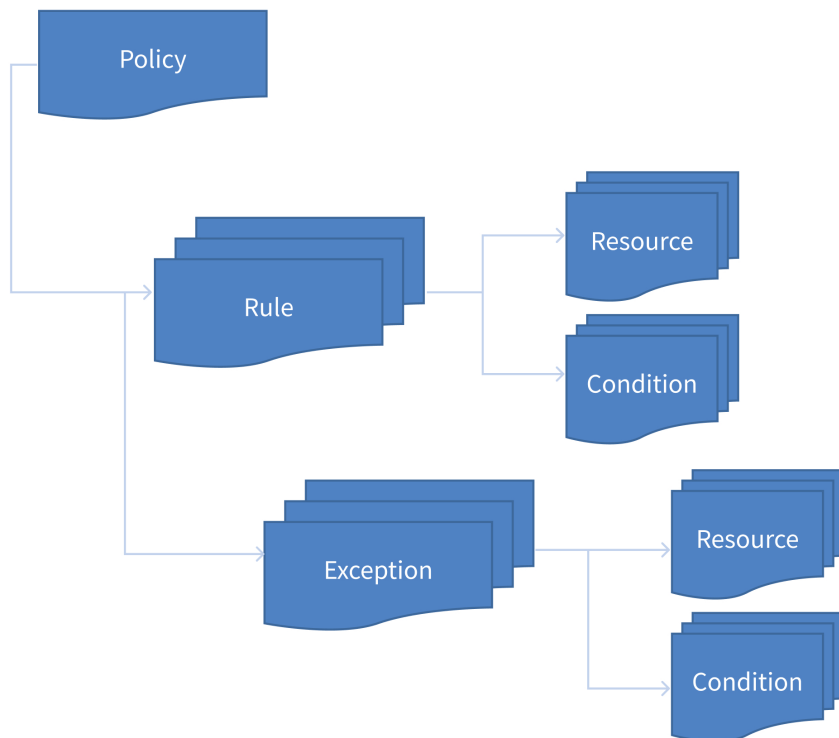 Policy
Rule
Resource
Condition
Exception
Resource
Condition